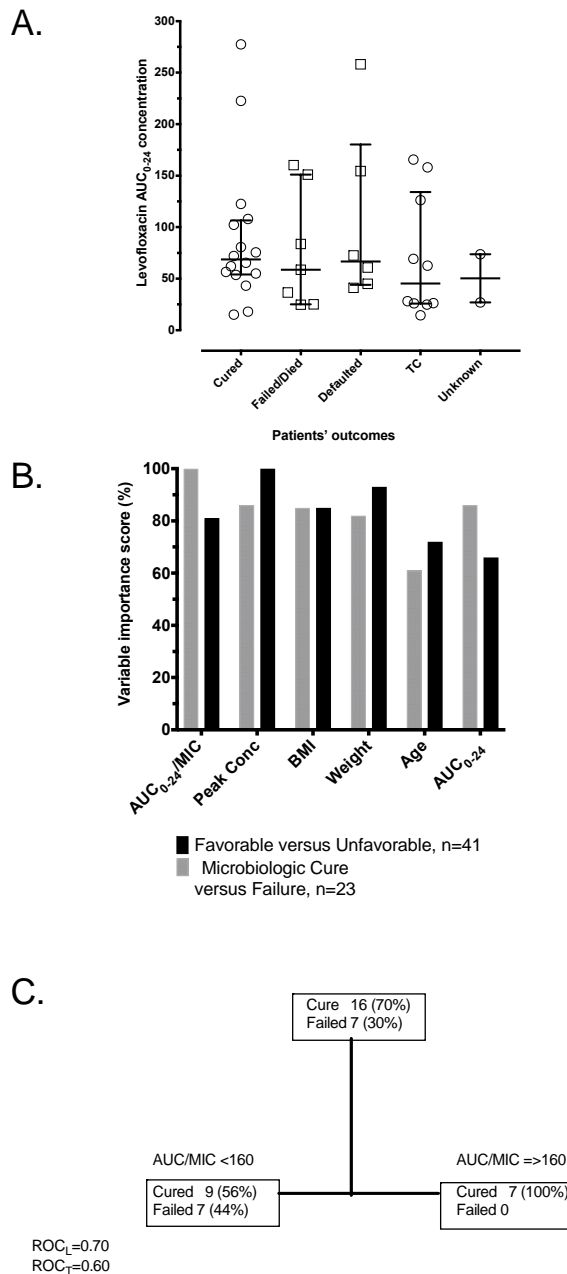 A.
Levofloxacin AUC0-24 concentration
300
250
200
150
100
50
0
Cured
Failed/Died
Defaulted
TC
Unknown
Patients' outcomes
B.
Variable importance score (%)
100
80
60
40
20
0
AUC0-24/MIC
Peak Conc
BMI
Weight
Age
AUC0-24
Favorable versus Unfavorable, n=41
Microbiologic Cure
versus Failure, n=23
C.
Cure 16 (70%)
Failed 7 (30%)
AUC/MIC <160
AUC/MIC =>160
Cured 9 (56%)
Failed 7 (44%)
Cured 7 (100%)
Failed 0
ROCL=0.70
ROCT=0.60